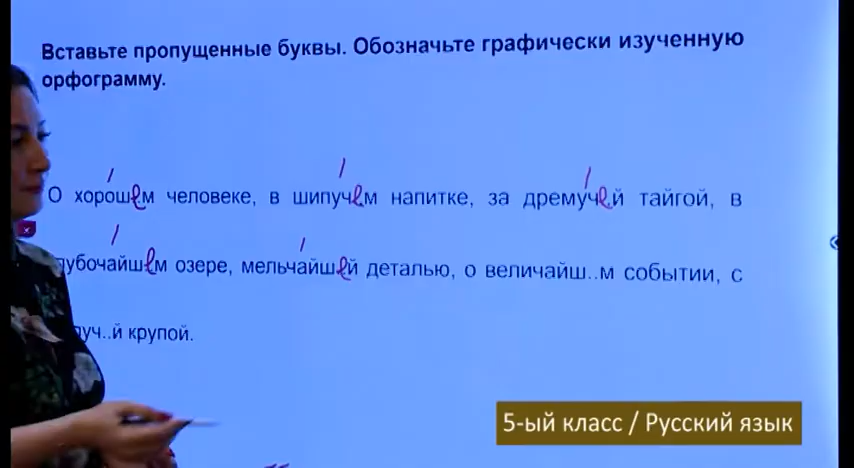 Вставьте пропущенные буквы. Обозначьте графически изученную
орфограмму.
О хорошем человеке, в шипучем напитке, за дремучей тайгой, в
лубочайшем озере, мельчайшей деталью, о величайш..м событии, с
уч..й крупой.
5-ый класс / Русский язык